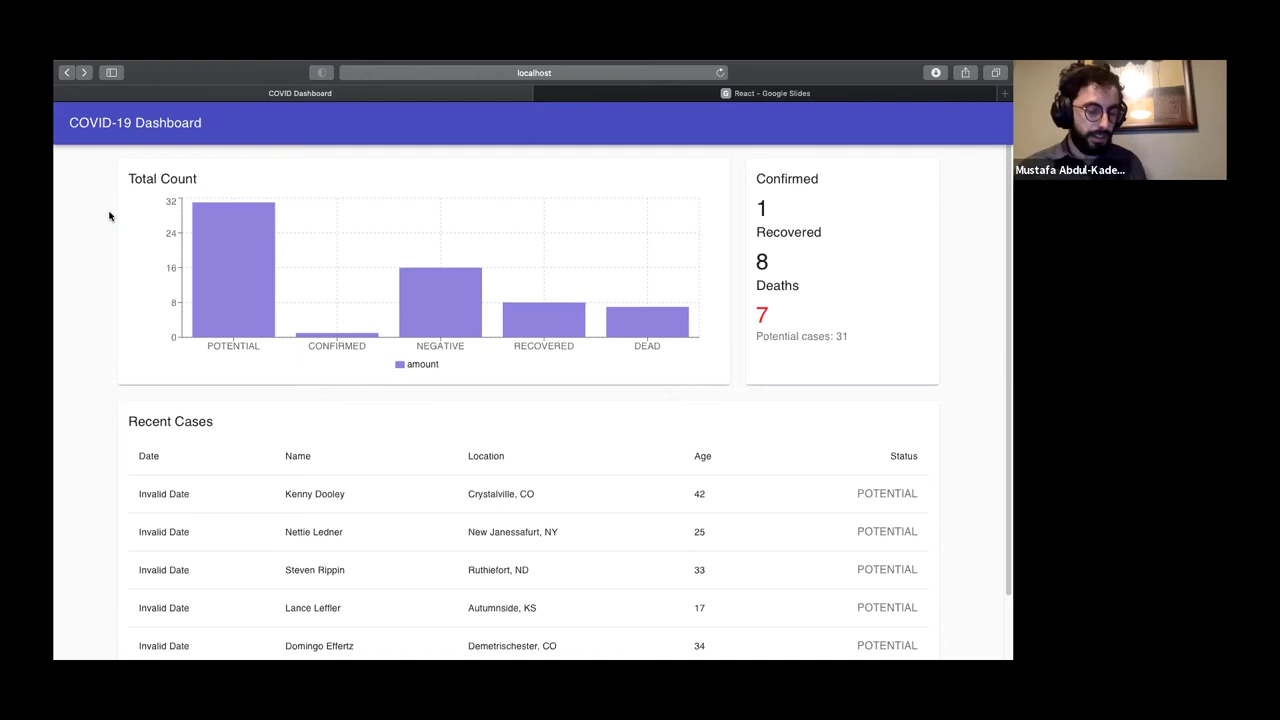 localhost
COVID Dashboard
G React – Google Slides
COVID-19 Dashboard
Mustafa Abdul-Kade...
Total Count
32
24
16
8
0
POTENTIAL CONFIRMED NEGATIVE RECOVERED DEAD
amount
Confirmed
1
Recovered
8
Deaths
7
Potential cases: 31
Recent Cases
Date Name Location Age Status
Invalid Date Kenny Dooley Crystalville, CO 42 POTENTIAL
Invalid Date Nettie Ledner New Janessafurt, NY 25 POTENTIAL
Invalid Date Steven Rippin Ruthiefort, ND 33 POTENTIAL
Invalid Date Lance Leffler Autumnside, KS 17 POTENTIAL
Invalid Date Domingo Effertz Demetrischester, CO 34 POTENTIAL